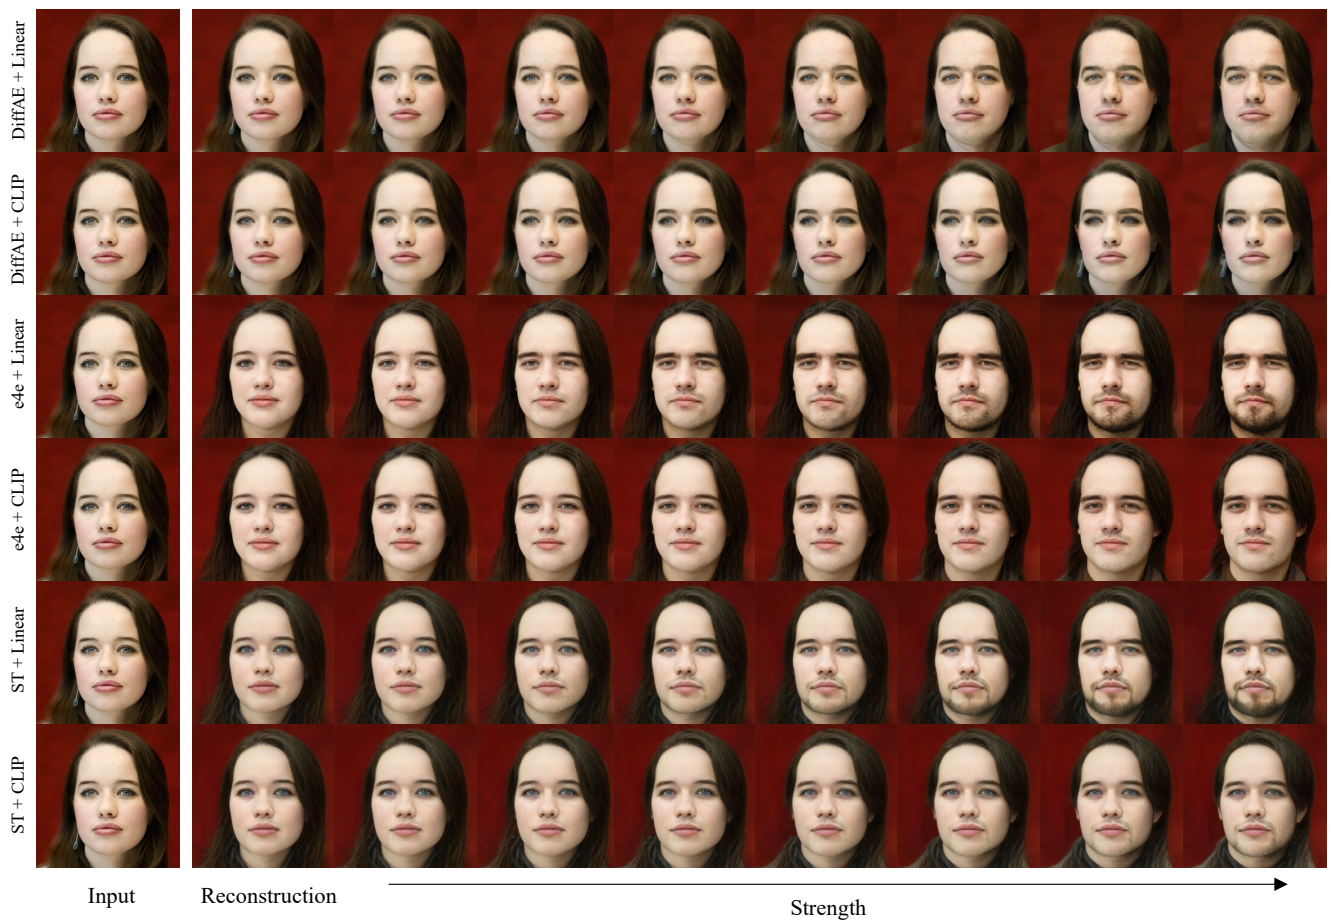 DiffAE + Linear
DiffAE + CLIP
e4e + Linear
e4e + CLIP
ST + Linear
ST + CLIP
Input
Reconstruction
Strength